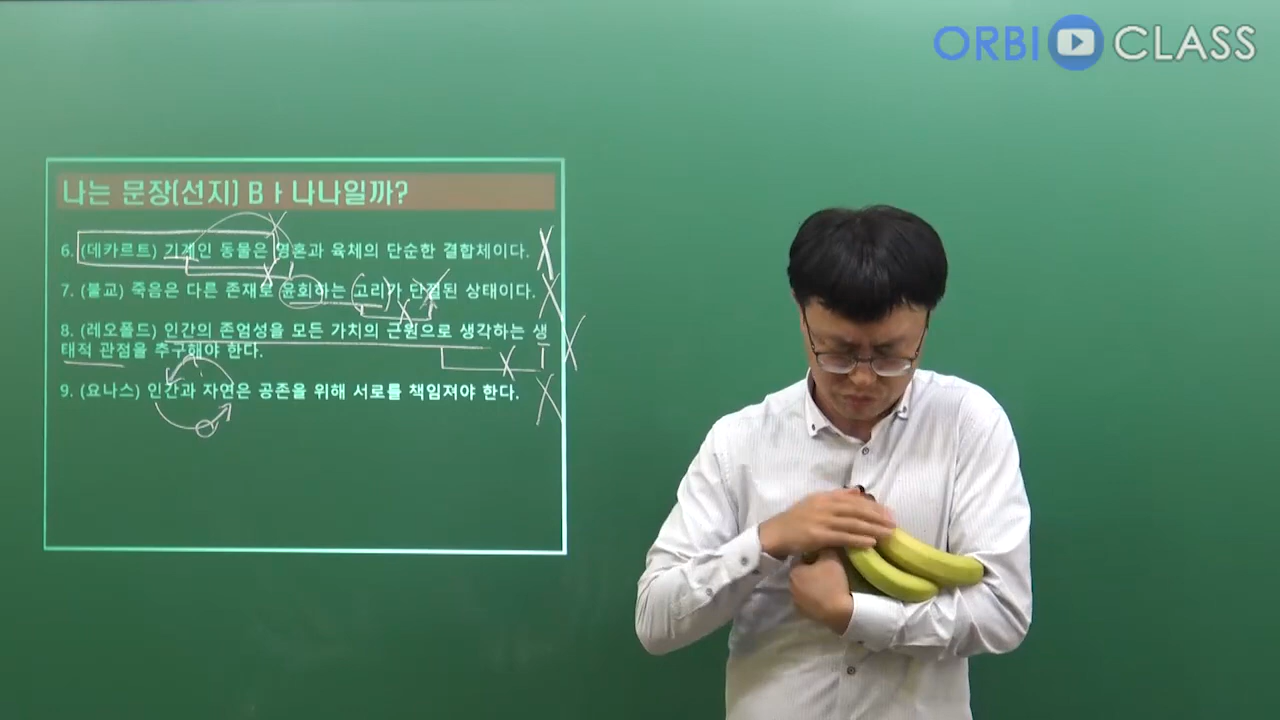 ORBI CLASS
나는 문장(선지) Bㅏ나나일까?
6. (데카르트) 기계인 동물은 영혼과 육체의 단순한 결합체이다. X
7. (불교) 죽음은 다른 존재로 윤회하는 고리가 단절된 상태이다. X
8. (레오폴드) 인간의 존엄성을 모든 가치의 근원으로 생각하는 생
태적 관점을 추구해야 한다. X
9. (요나스) 인간과 자연은 공존을 위해 서로를 책임져야 한다. X